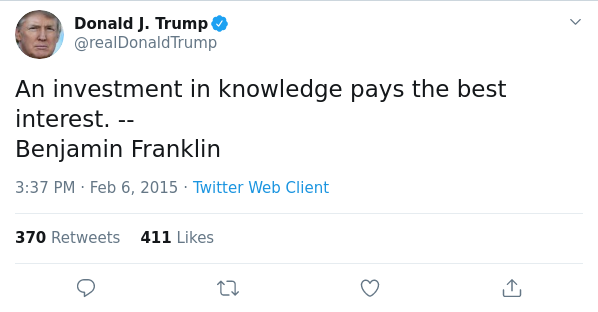 Donald J. Trump
@realDonaldTrump
An investment in knowledge pays the best
interest. --
Benjamin Franklin
3:37 PM · Feb 6, 2015 · Twitter Web Client
370 Retweets 411 Likes